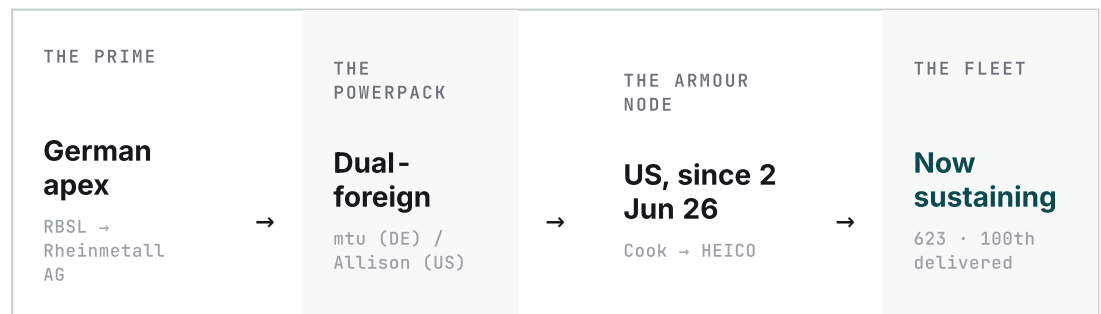 THE PRIME
German
apex
RBSL →
Rheinmetall
AG
→
THE
POWERPACK
Dual-
foreign
mtu (DE) /
Allison (US)
→
THE ARMOUR
NODE
US, since 2
Jun 26
Cook → HEICO
→
THE FLEET
Now
sustaining
623 · 100th
delivered